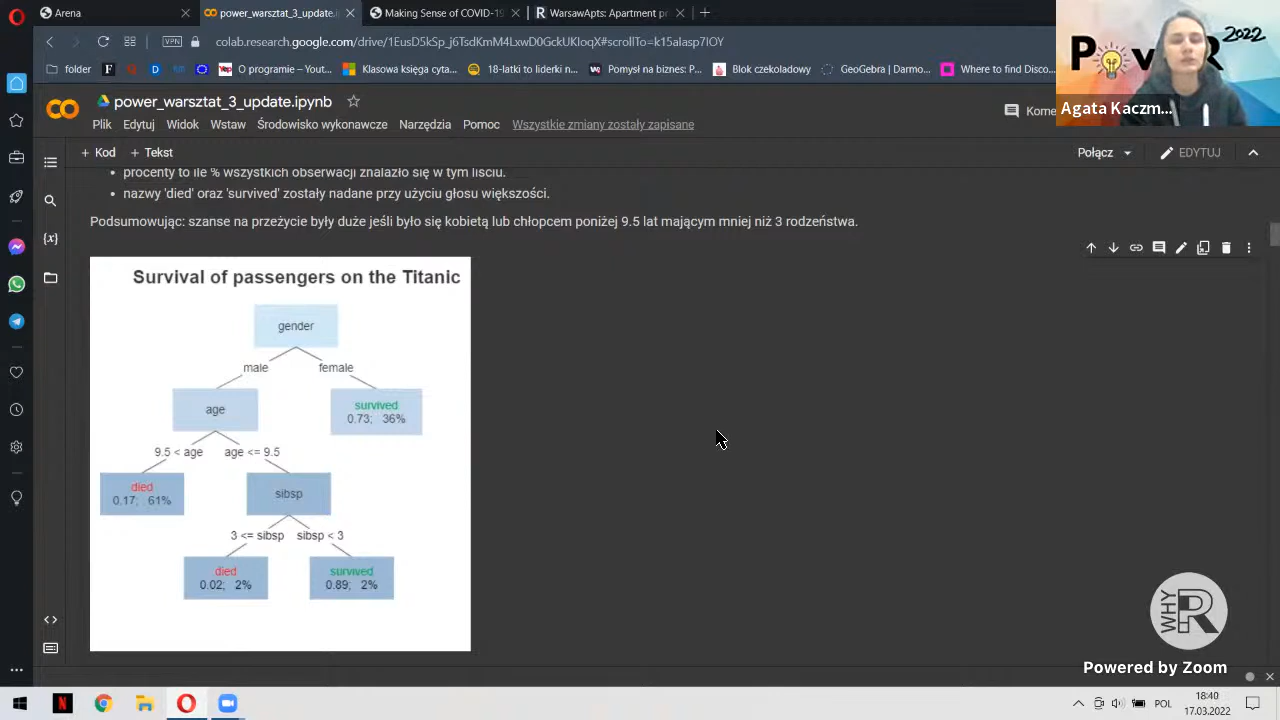 Arena
power_warsztat_3_update.ipynb
Making Sense of COVID-19
WarsawApts: Apartment pr
VPN
colab.research.google.com/drive/1EusD5kSp_j6TsdKmM4LxwD0GckUKloqX#scrollTo=k15aIasp7IOY
folder
O programie – Yout...
Klasowa księga cyta...
18-latki to liderki n...
Pomysł na biznes: P...
Blok czekoladowy
GeoGebra | Darmo...
Where to find Disco...
2022
Agata Kaczm...
power_warsztat_3_update.ipynb
Plik Edytuj Widok Wstaw Środowisko wykonawcze Narzędzia Pomoc Wszystkie zmiany zostały zapisane
Kome
+ Kod + Tekst
Połącz
EDYTUJ
procenty to ile % wszystkich obserwacji znalazło się w tym liściu.
nazwy 'died' oraz 'survived' zostały nadane przy użyciu głosu większości.
Podsumowując: szanse na przeżycie były duże jeśli było się kobietą lub chłopcem poniżej 9.5 lat mającym mniej niż 3 rodzeństwa.
Survival of passengers on the Titanic
gender
male female
age
survived
0.73; 36%
9.5 < age age <= 9.5
died
0.17; 61%
sibsp
3 <= sibsp sibsp < 3
died
0.02; 2%
survived
0.89; 2%
WHY R
Powered by Zoom
POL
18:40
17.03.2022